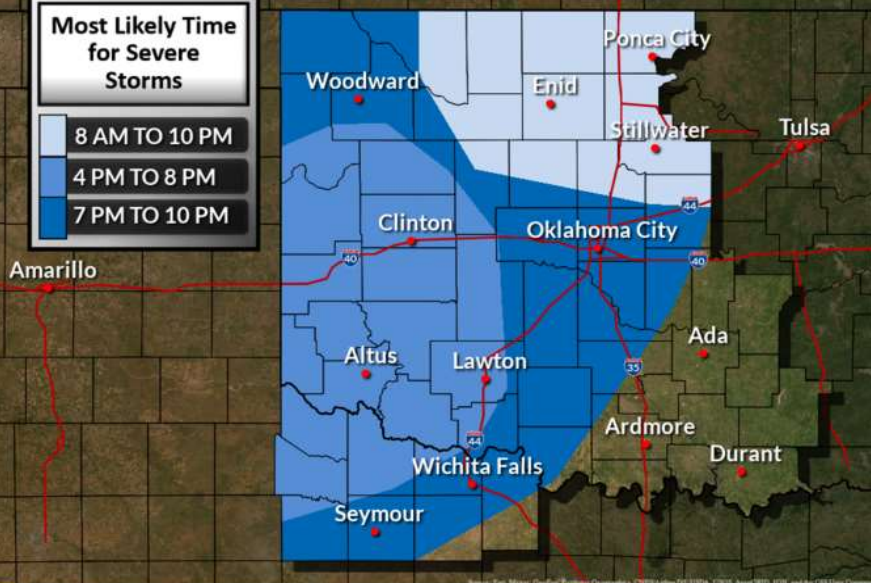 Most Likely Time
for Severe
Storms
8 AM TO 10 PM
4 PM TO 8 PM
7 PM TO 10 PM
Ponca City
Woodward
Enid
Stillwater
Tulsa
44
Clinton
Oklahoma City
40
40
Amarillo
Ada
Altus
Lawton
35
Ardmore
44
Durant
Wichita Falls
Seymour